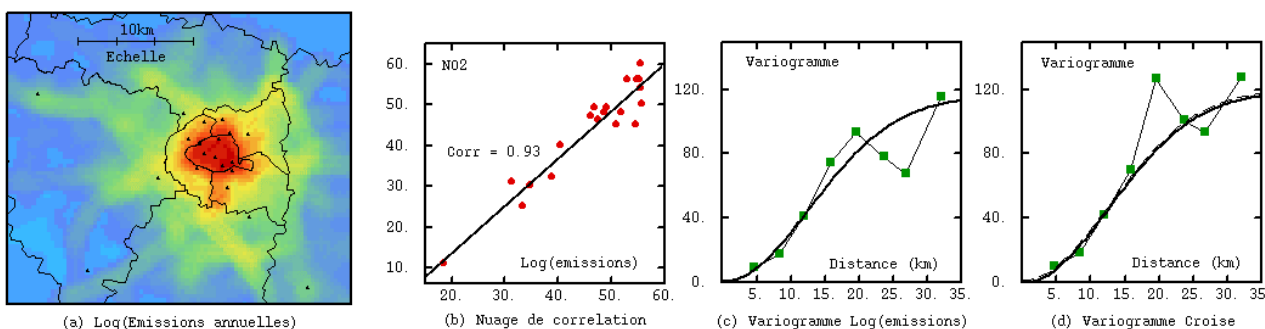 10km
Echelle
(a) Log(Emissions annuelles)
NO2
60.
50.
40.
30.
20.
10.
Corr = 0.93
Log(emissions)
20. 30. 40. 50. 60.
(b) Nuage de correlation
Variogramme
120.
80.
40.
0.
Distance (km)
5. 10. 15. 20. 25. 30. 35.
(c) Variogramme Log(emissions)
Variogramme
120.
80.
40.
0.
Distance (km)
5. 10. 15. 20. 25. 30. 35.
(d) Variogramme Croise